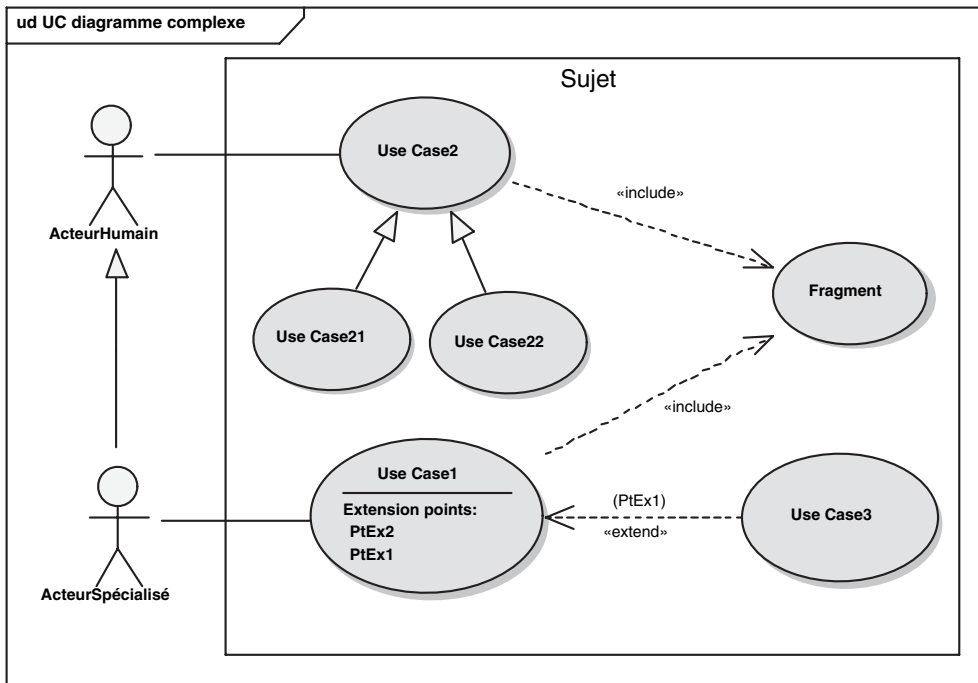 ud UC diagramme complexe
Sujet
Use Case2
«include»
ActeurHumain
Fragment
Use Case21
Use Case22
«include»
Use Case1
Extension points:
PtEx2
PtEx1
(PtEx1)
«extend»
Use Case3
ActeurSpécialisé